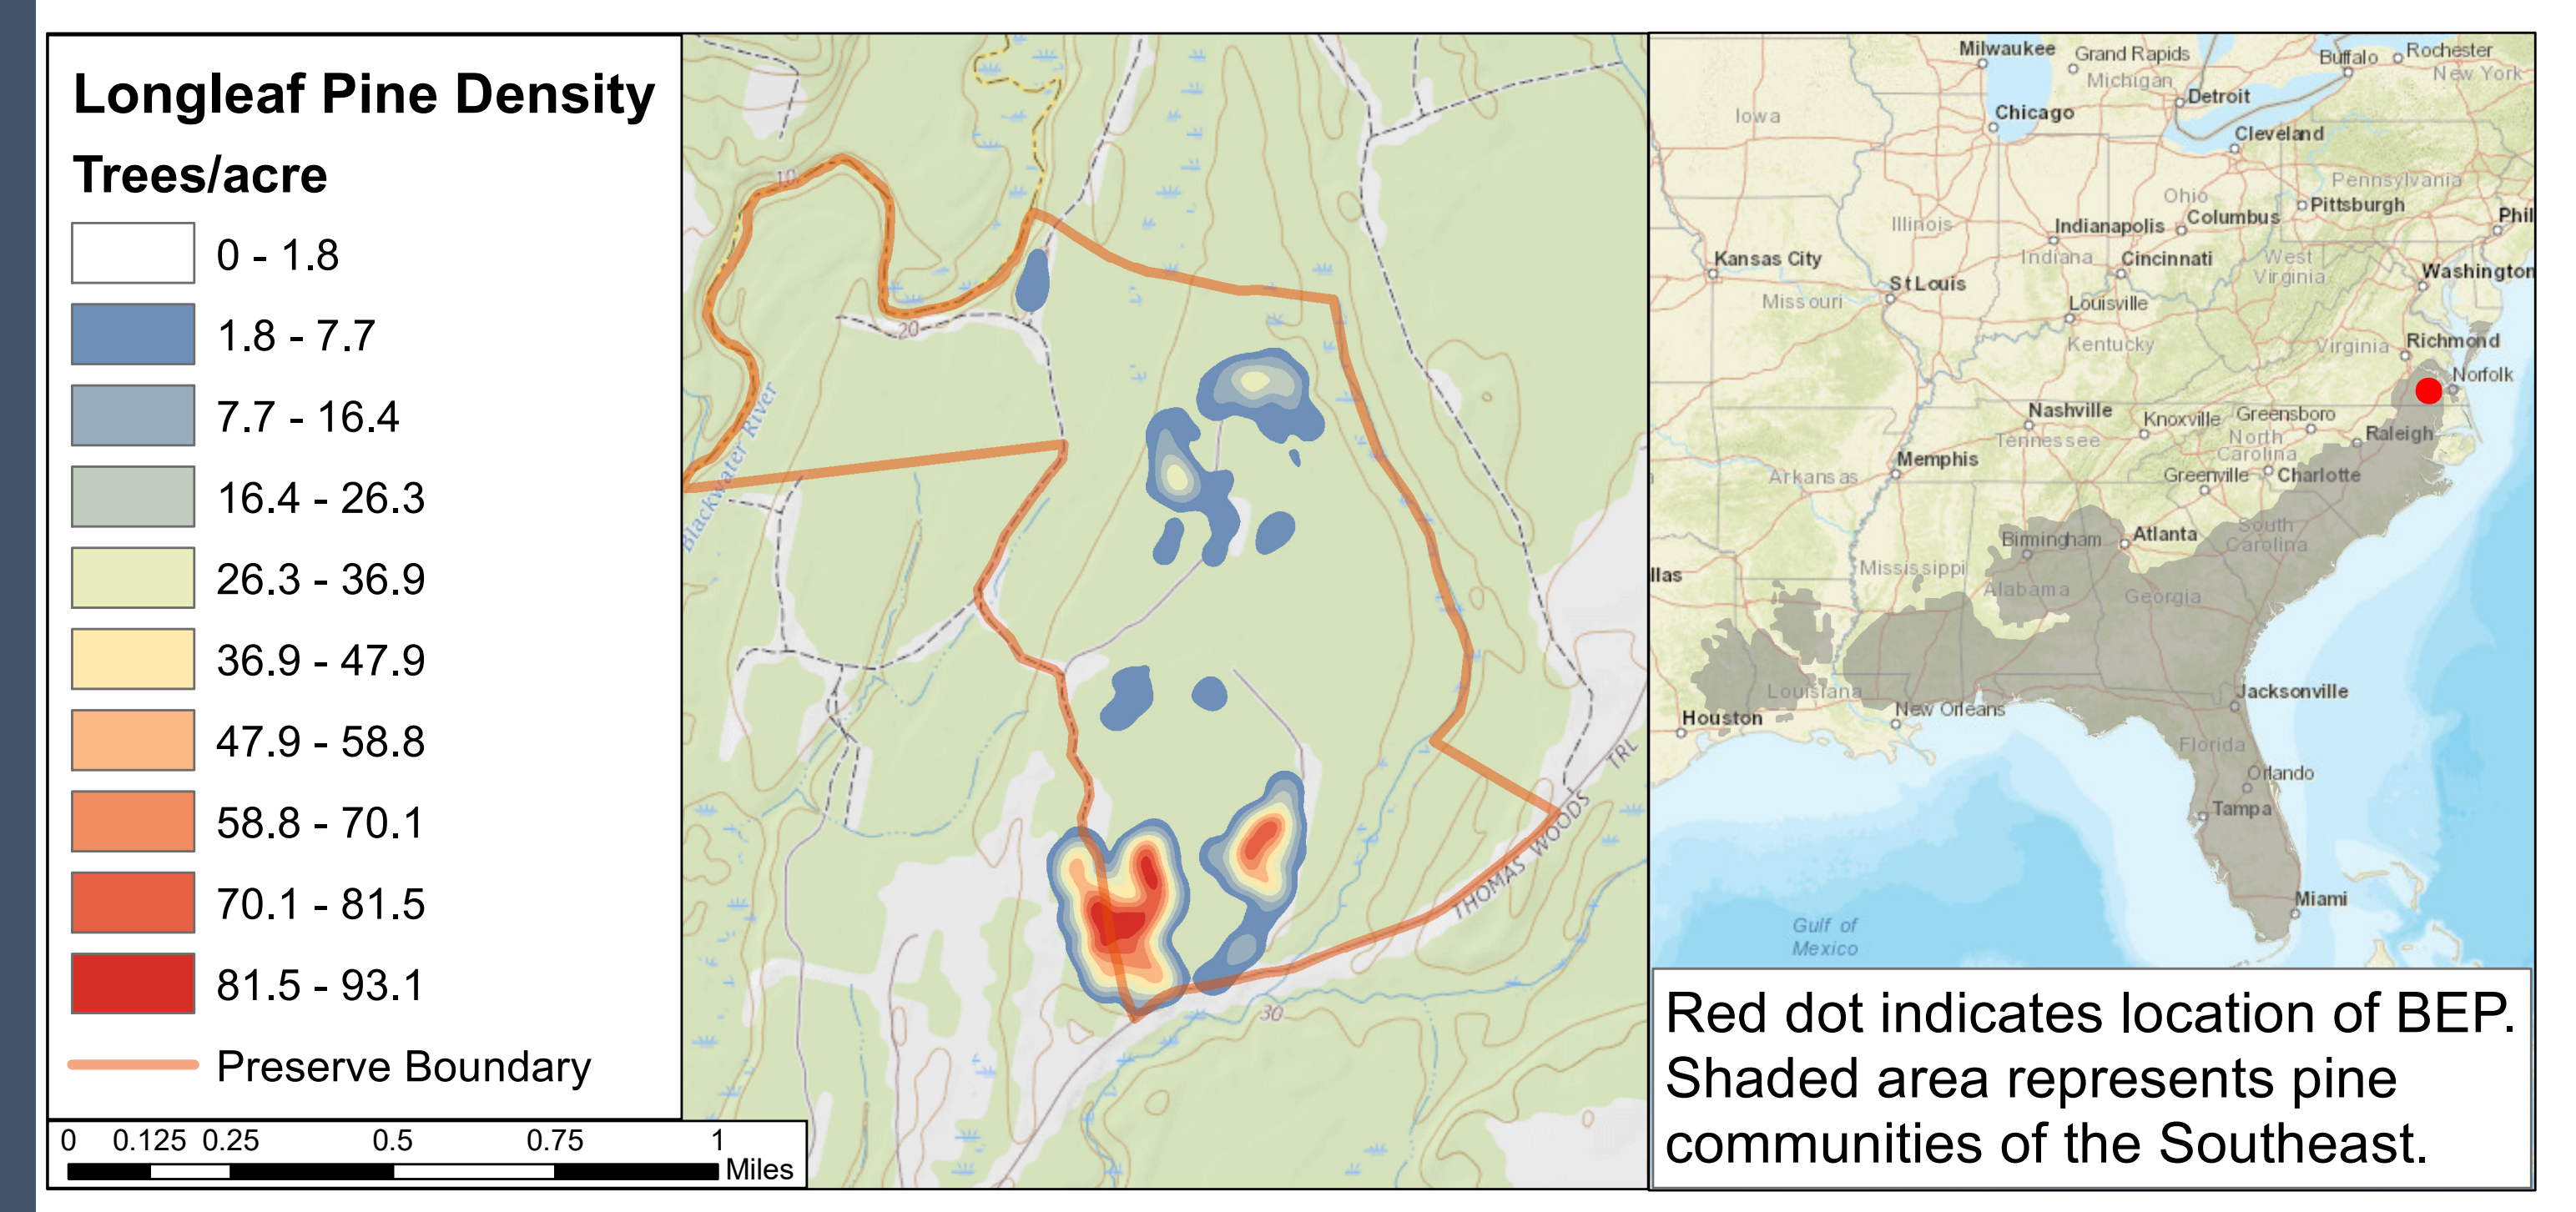 Longleaf Pine Density
Trees/acre
0 - 1.8
1.8 - 7.7
7.7 - 16.4
16.4 - 26.3
26.3 - 36.9
36.9 - 47.9
47.9 - 58.8
58.8 - 70.1
70.1 - 81.5
81.5 - 93.1
Preserve Boundary
0 0.125 0.25 0.5 0.75 1
Miles
10
20
Blackwater River
THOMAS WOODS TRL
30
Milwaukee
Grand Rapids
Michigan
Buffalo
Rochester
New York
Detroit
Iowa
Chicago
Cleveland
Pennsylvania
Ohio
Pittsburgh
Illinois
Indianapolis
Columbus
Phil
Kansas City
Indiana
Cincinnati
West
Virginia
Washington
St Louis
Missouri
Louisville
Kentucky
Virginia
Richmond
Norfolk
Nashville
Knoxville
Greensboro
Tennessee
North
Carolina
Raleigh
Memphis
Arkansas
Greenville
Charlotte
South
Carolina
Birmingham
Atlanta
llas
Mississippi
Alabama
Georgia
Louisiana
Jacksonville
Houston
New Orleans
Florida
Orlando
Tampa
Miami
Gulf of
Mexico
Red dot indicates location of BEP.
Shaded area represents pine
communities of the Southeast.